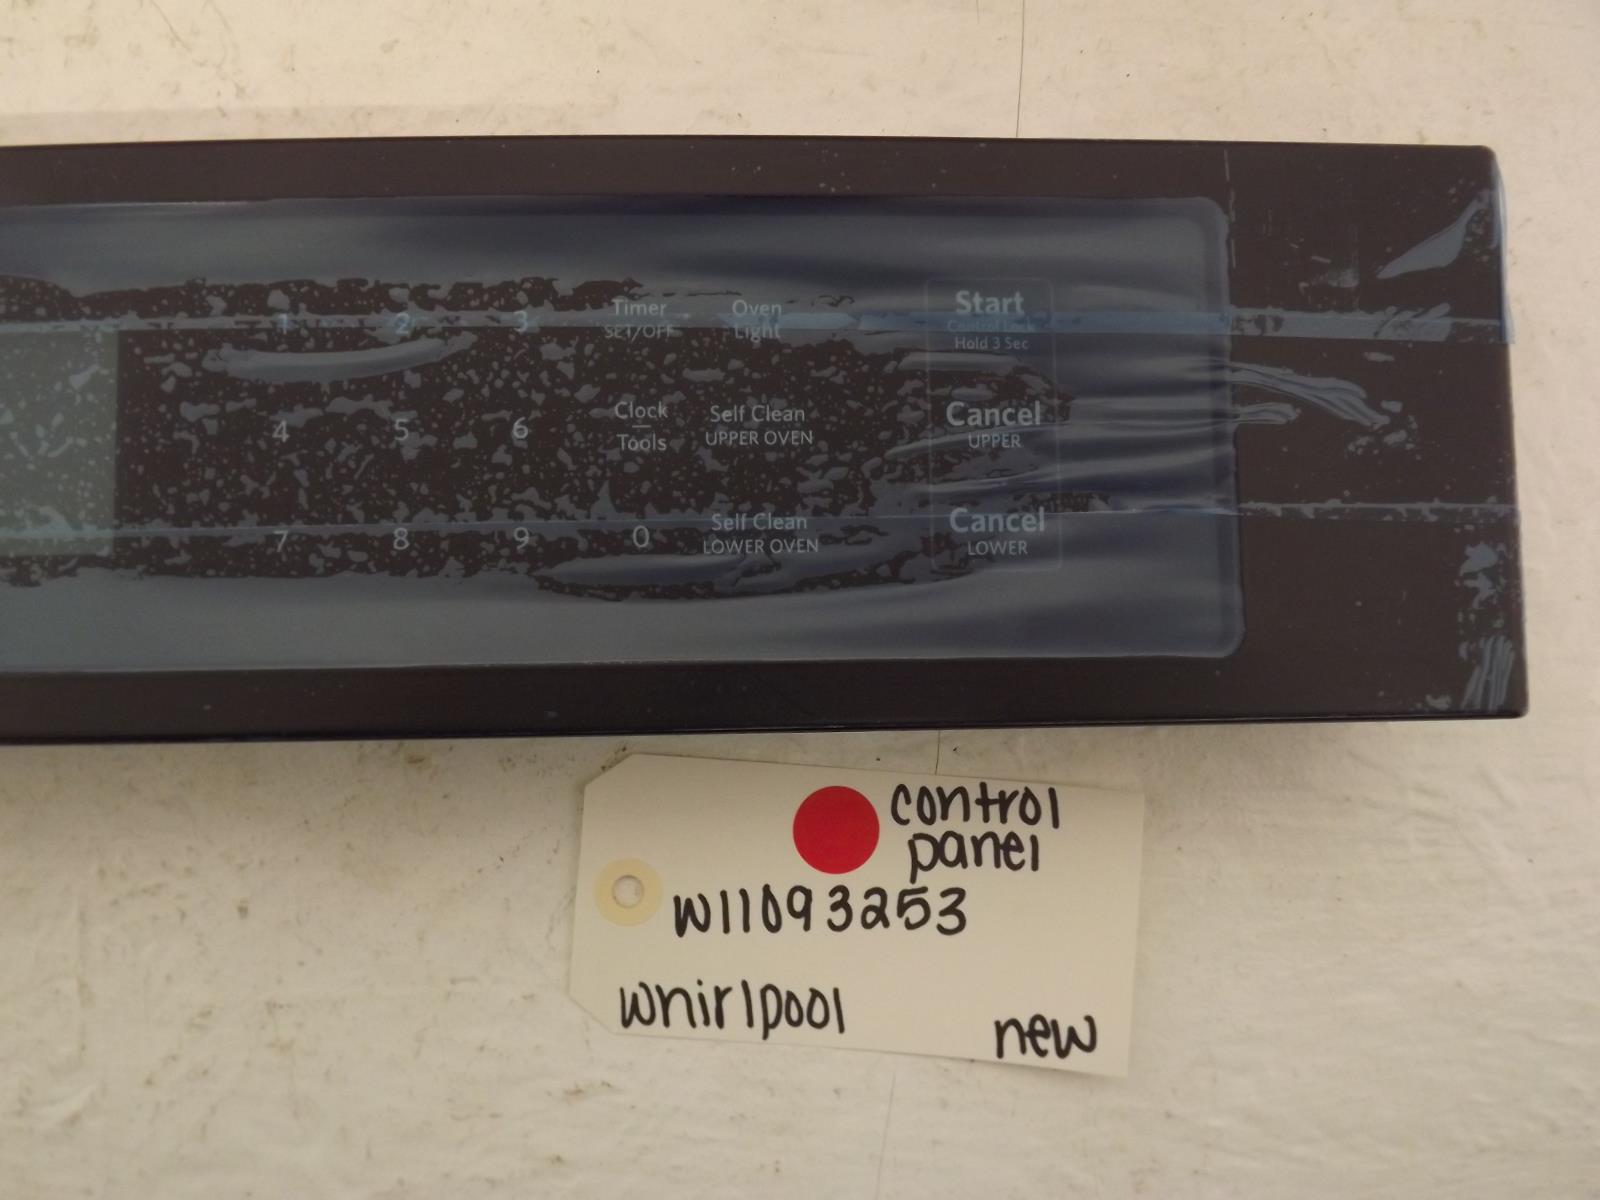 1 2 3 Timer Oven Start
SET/OFF Light Control Lock
Hold 3 Sec
4 5 6 Clock Self Clean Cancel
Tools UPPER OVEN UPPER
7 8 9 0 Self Clean Cancel
LOWER OVEN LOWER
control
panel
W11093253
Whirlpool
new